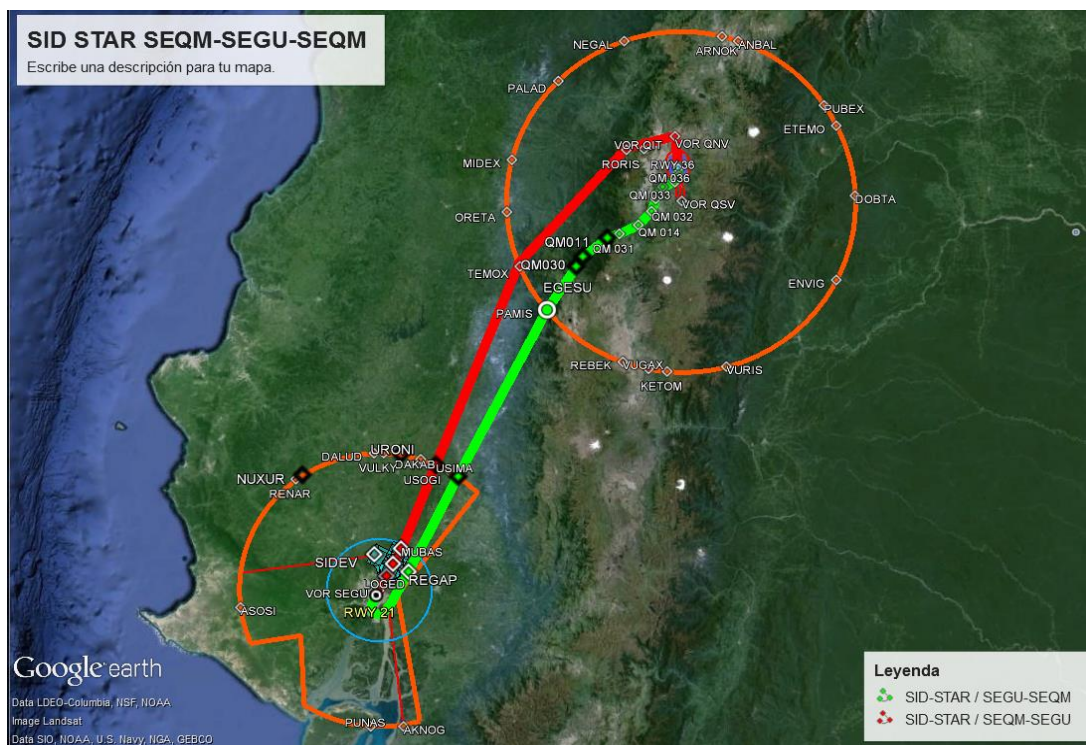 SID STAR SEQM-SEGU-SEQM
Escribe una descripción para tu mapa.
NEGAL
ARNOK
ANBAL
PALAD
PUBEX
ETEMO
VOR QIT
VOR QNV
MIDEX
RORIS
RWY 36
QM 036
QM 033
DOBTA
VOR QSV
ORETA
QM 032
QM 014
QM011
QM 031
QM030
TEMOX
ENVIG
EGESU
PAMIS
REBEK
VUGAX
VURIS
KETOM
URONI
DALUD
VULKY
DAKAB
USIMA
NUXUR
USOGI
RENAR
MUBAS
SIDEV
LOGED
REGAP
VOR SEGU
RWY 21
ASOSI
PUNAS
AKNOG
Google earth
Data LDEO-Columbia, NSF, NOAA
Image Landsat
Data SIO, NOAA, U.S. Navy, NGA, GEBCO
Leyenda
SID-STAR / SEGU-SEQM
SID-STAR / SEQM-SEGU